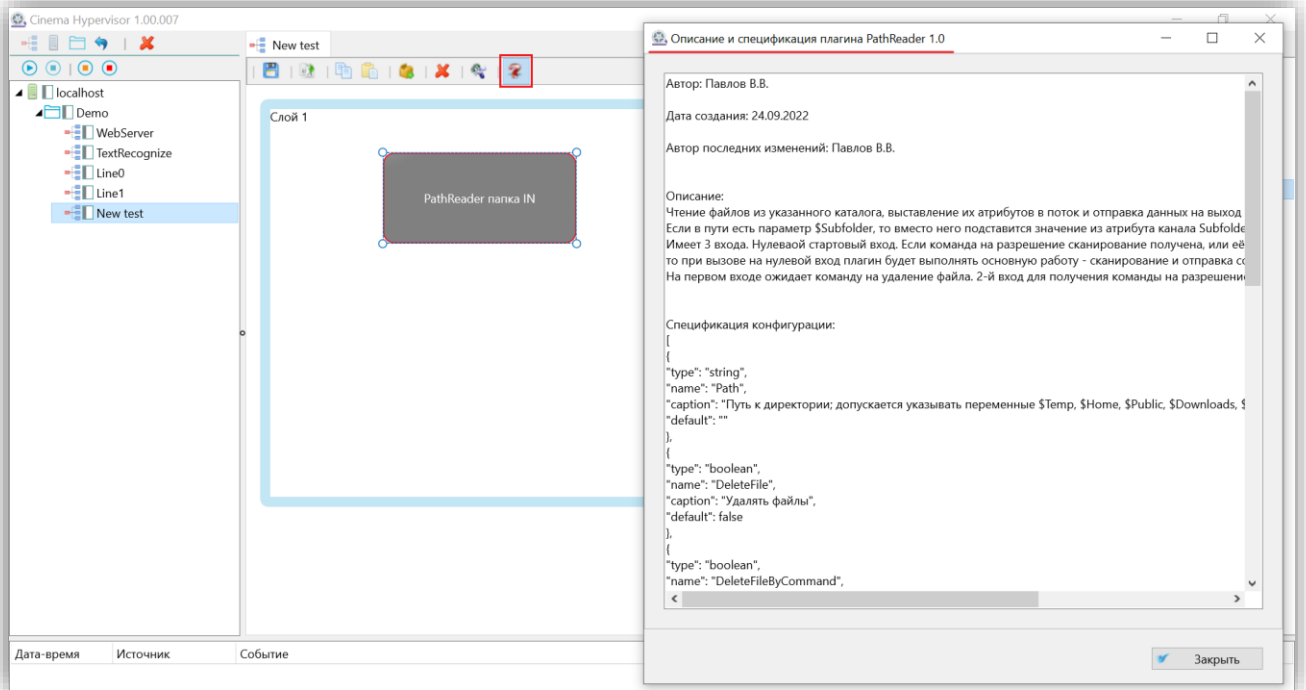 Cinema Hypervisor 1.00.007
New test
localhost
Demo
WebServer
TextRecognize
Line0
Line1
New test
Слой 1
PathReader папка IN
Дата-время Источник Событие
Описание и спецификация плагина PathReader 1.0
Автор: Павлов В.В.
Дата создания: 24.09.2022
Автор последних изменений: Павлов В.В.
Описание:
Чтение файлов из указанного каталога, выставление их атрибутов в поток и отправка данных на выход
Если в пути есть параметр $Subfolder, то вместо него подставится значение из атрибута канала Subfolde
Имеет 3 входа. Нулеваой стартовый вход. Если команда на разрешение сканирование получена, или её
то при вызове на нулевой вход плагин будет выполнять основную работу - сканирование и отправка со
На первом входе ожидает команду на удаление файла. 2-й вход для получения команды на разрешени
Спецификация конфигурации:
[
{
"type": "string",
"name": "Path",
"caption": "Путь к директории; допускается указывать переменные $Temp, $Home, $Public, $Downloads, $
"default": ""
},
{
"type": "boolean",
"name": "DeleteFile",
"caption": "Удалять файлы",
"default": false
},
{
"type": "boolean",
"name": "DeleteFileByCommand",
Закрыть